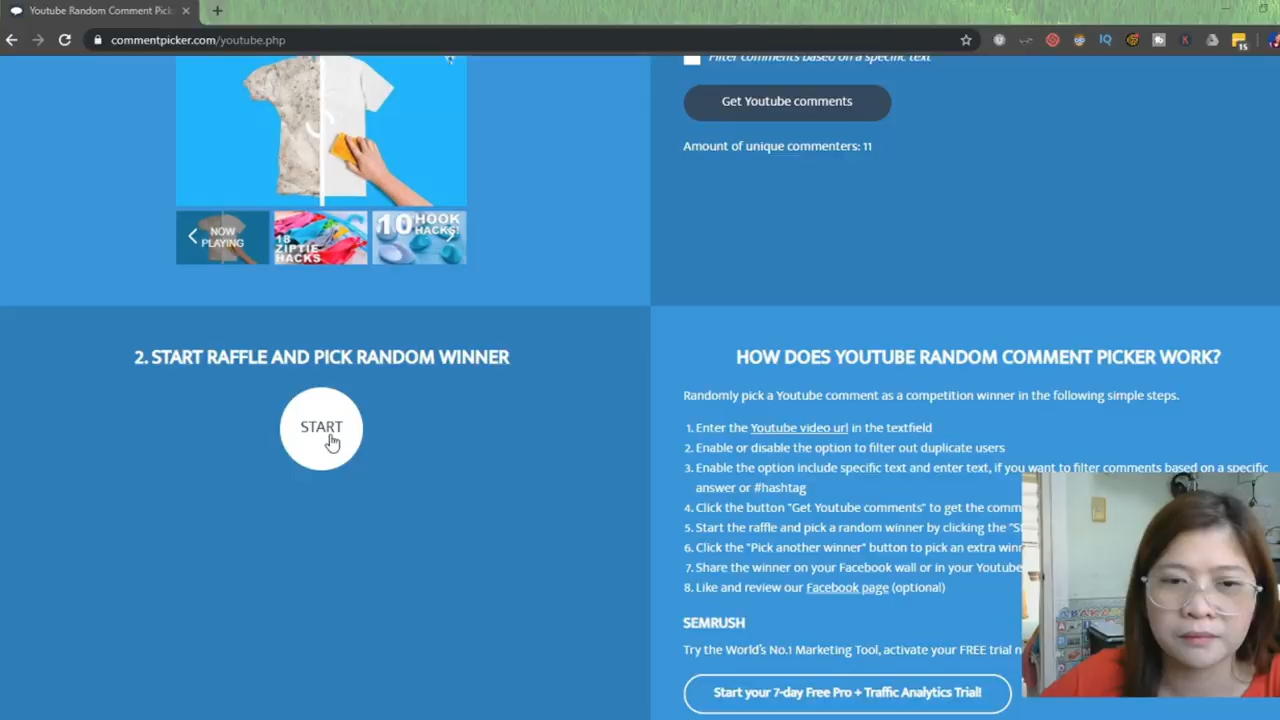 Youtube Random Comment Pick
commentpicker.com/youtube.php
IQ
K
15
Filter comments based on a specific text
Get Youtube comments
Amount of unique commenters: 11
NOW
PLAYING
18
ZIPTIE
HACKS
10 HOOK
HACKS!
2. START RAFFLE AND PICK RANDOM WINNER
START
HOW DOES YOUTUBE RANDOM COMMENT PICKER WORK?
Randomly pick a Youtube comment as a competition winner in the following simple steps.
1. Enter the Youtube video url in the textfield
2. Enable or disable the option to filter out duplicate users
3. Enable the option include specific text and enter text, if you want to filter comments based on a specific
answer or #hashtag
4. Click the button "Get Youtube comments" to get the comm
5. Start the raffle and pick a random winner by clicking the "S
6. Click the "Pick another winner" button to pick an extra winn
7. Share the winner on your Facebook wall or in your Youtube
8. Like and review our Facebook page (optional)
SEMRUSH
Try the World's No.1 Marketing Tool, activate your FREE trial n
Start your 7-day Free Pro + Traffic Analytics Trial!
ABAKA